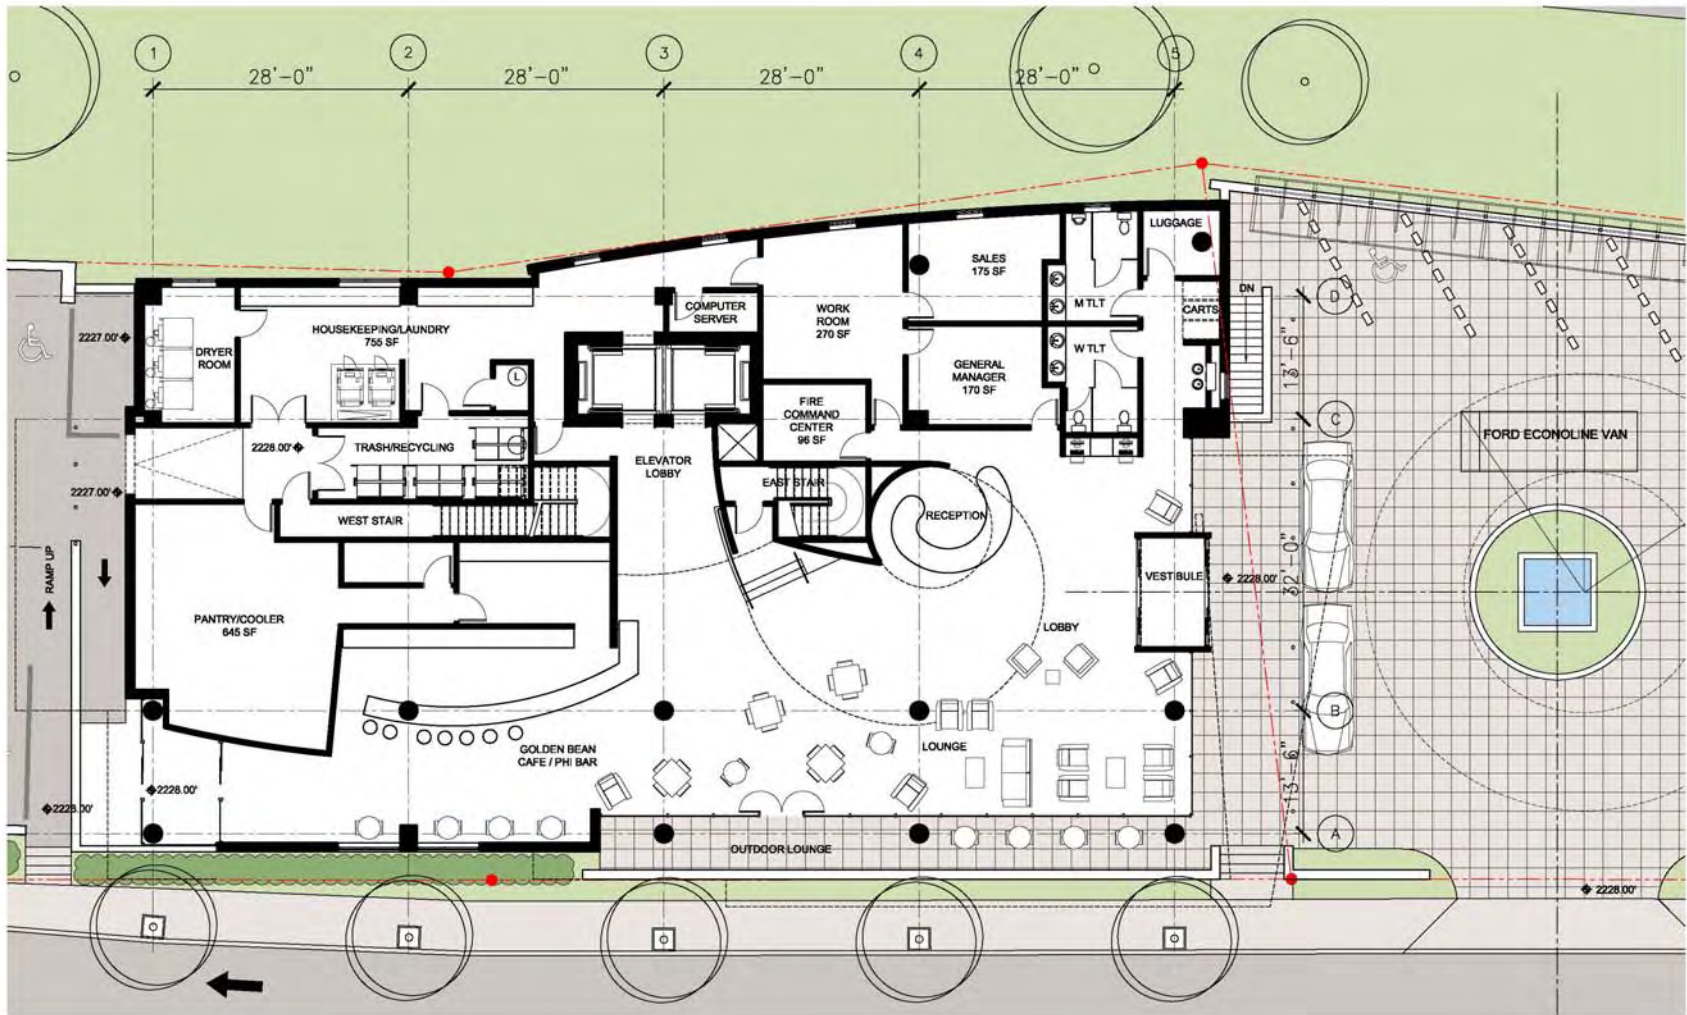 1
2
3
4
5
28'-0"
28'-0"
28'-0"
28'-0"
LUGGAGE
SALES
175 SF
M TLT
CARTS
DN
D
COMPUTER
SERVER
WORK
ROOM
270 SF
HOUSEKEEPING/LAUNDRY
755 SF
2227.00'
DRYER
ROOM
W TLT
13'-6"
GENERAL
MANAGER
170 SF
L
FIRE
COMMAND
CENTER
96 SF
C
FORD ECONOLINE VAN
2228.00'
TRASH/RECYCLING
ELEVATOR
LOBBY
2227.00'
EAST STAIR
WEST STAIR
RECEPTION
RAMP UP
VESTIBULE
2228.00'
32'-0"
PANTRY/COOLER
645 SF
LOBBY
B
GOLDEN BEAN
CAFE / PHI BAR
LOUNGE
13'-6"
2228.00'
2228.00'
A
OUTDOOR LOUNGE
2228.00'